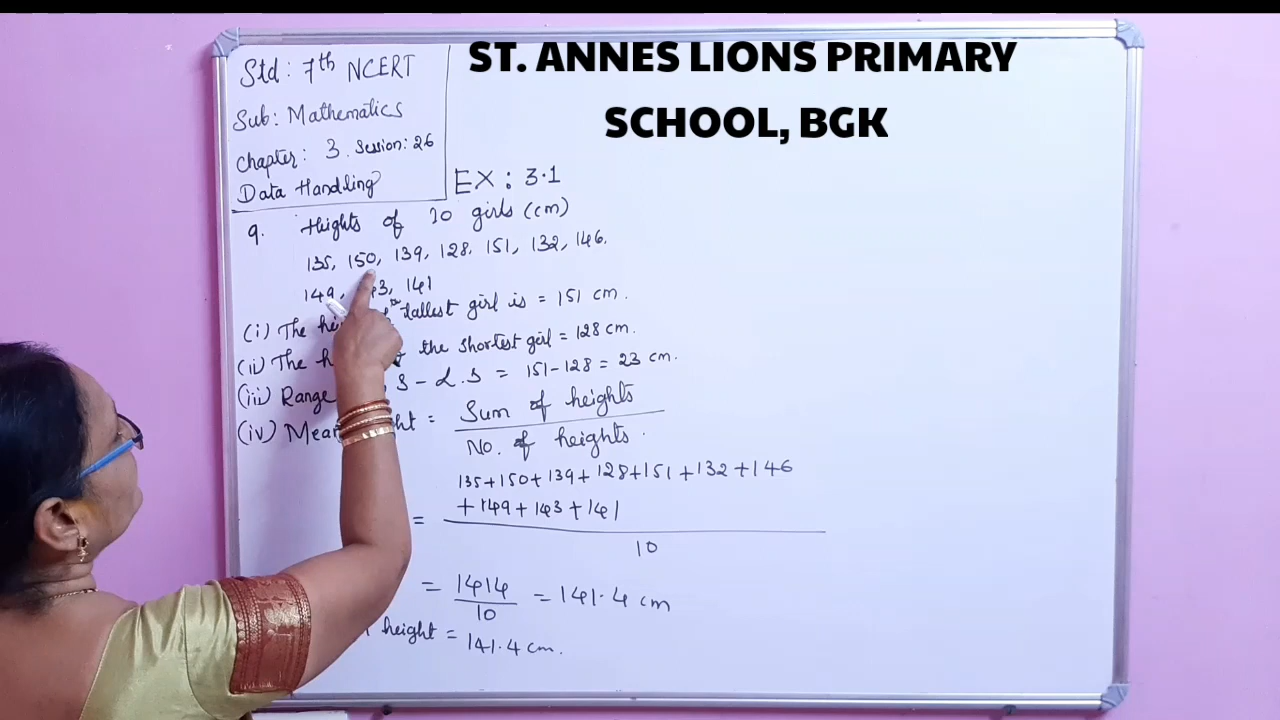 ST. ANNES LIONS PRIMARY
SCHOOL, BGK
Std: 7th NCERT
Sub: Mathematics
Chapter: 3. Session: 26
Data Handling
EX: 3.1
9. Heights of 10 girls (cm)
135, 150, 139, 128, 151, 132, 146.
149, 143, 141
(i) The tallest girl is = 151 cm.
(ii) The the shortest girl = 128 cm.
(iii) Range S - L.S = 151-128 = 23 cm.
(iv) Mean = Sum of heights
No. of heights.
135+150+139+128+151+132+146
+149+143+141
=
10
= 1414 = 141.4 cm
10
height = 141.4 cm.